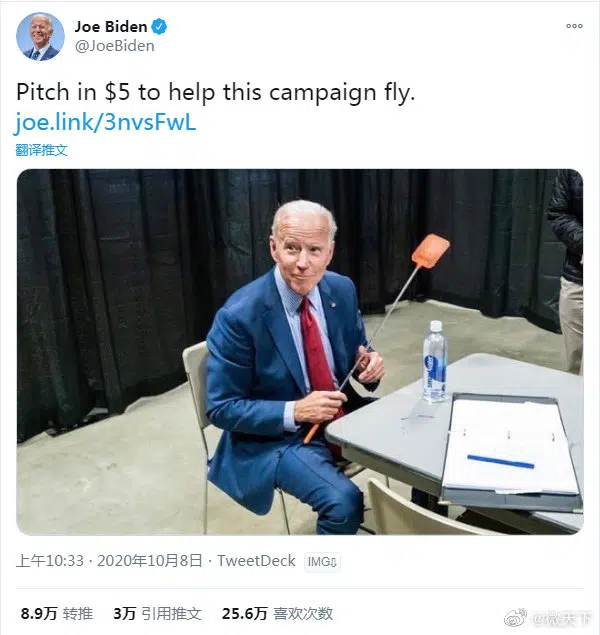 Joe Biden
@JoeBiden
Pitch in $5 to help this campaign fly.
joe.link/3nvsFwL
翻译推文
smartwater
上午10:33 · 2020年10月8日 · TweetDeck
IMG
8.9万 转推 3万 引用推文 25.6万 喜欢次数
@微天下